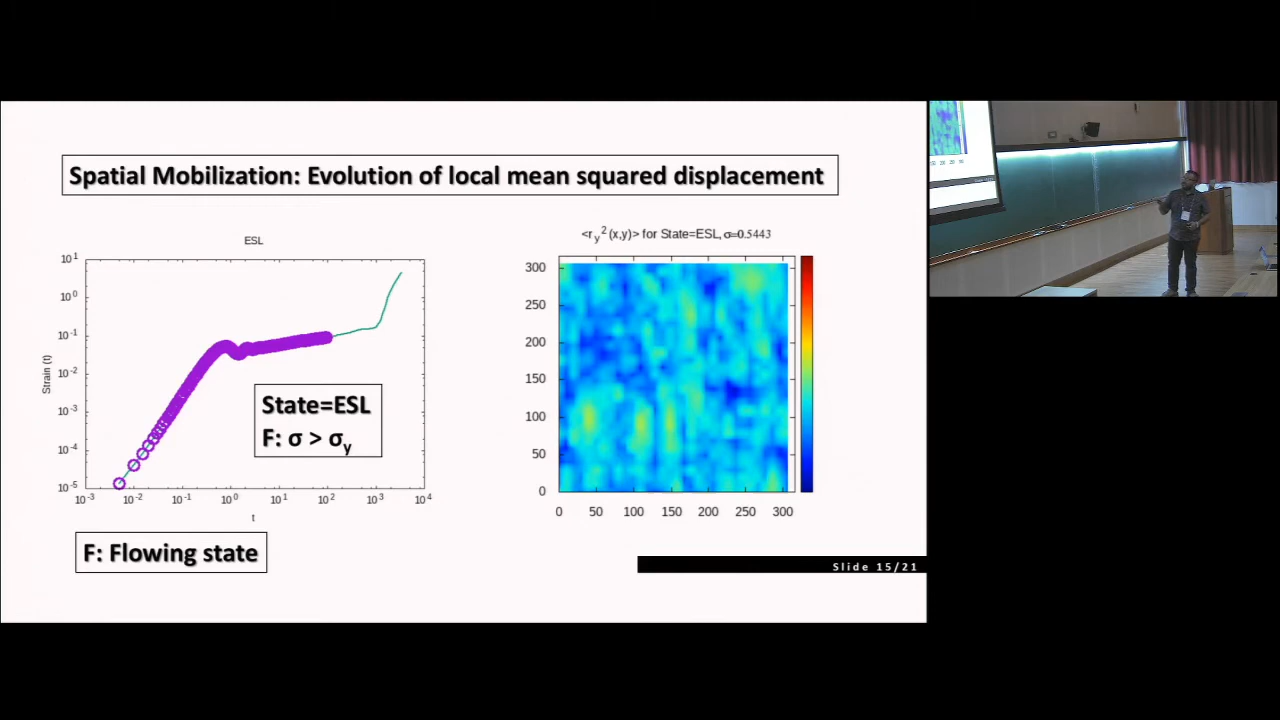 Spatial Mobilization: Evolution of local mean squared displacement
ESL
10^1
10^0
10^-1
10^-2
10^-3
10^-4
10^-5
Strain (t)
10^-3 10^-2 10^-1 10^0 10^1 10^2 10^3 10^4
t
State=ESL
F: σ > σ_y
F: Flowing state
<r_y^2(x,y)> for State=ESL, σ=0.5443
300
250
200
150
100
50
0
0 50 100 150 200 250 300
Slide 15/21